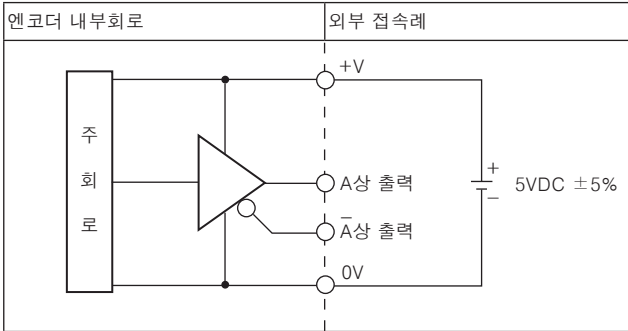 엔코더 내부회로
외부 접속례
+V
주
회
로
A상 출력
A̅상 출력
0V
+
−
5VDC ±5%